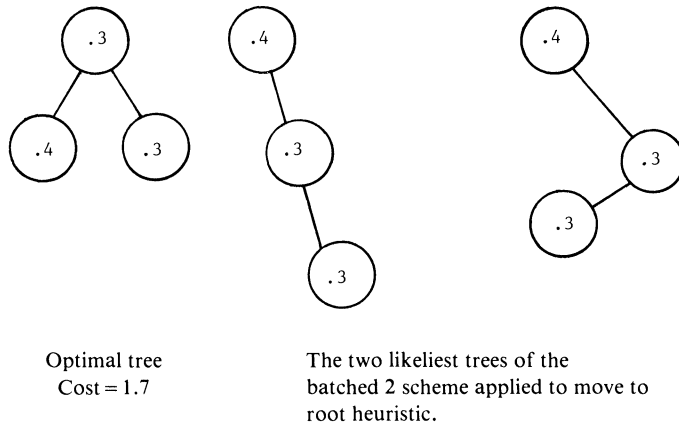 .3
.4
.4
.4
.3
.3
.3
.3
.3
Optimal tree
Cost = 1.7
The two likeliest trees of the
batched 2 scheme applied to move to
root heuristic.